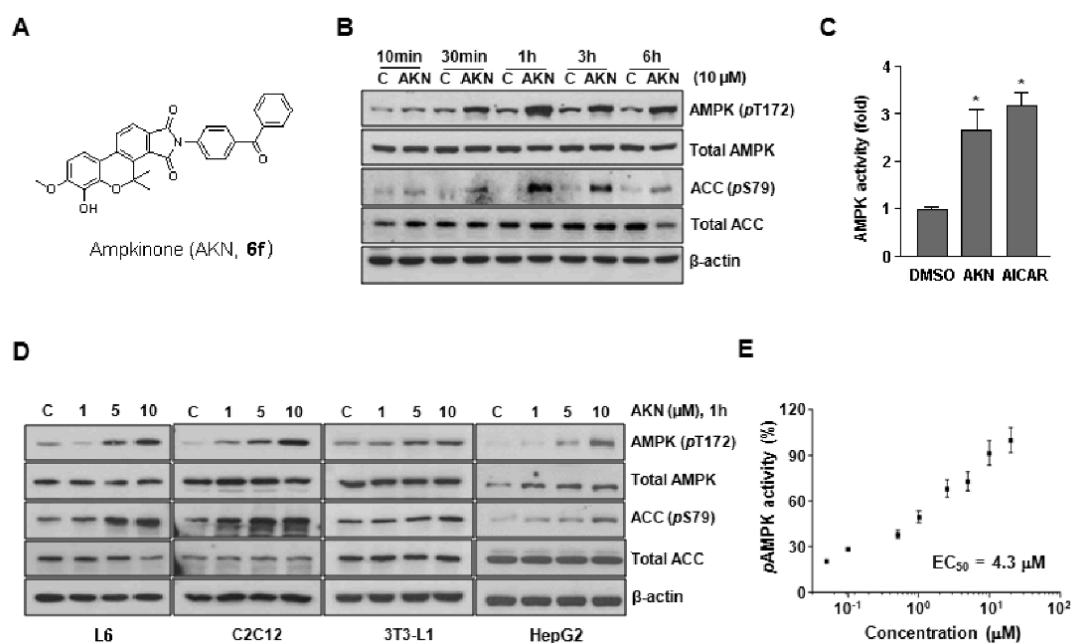 A
O
N
O
O
O
O
OH
Ampkinone (AKN, 6f)
B
10min 30min 1h 3h 6h
C AKN C AKN C AKN C AKN C AKN (10 μM)
AMPK (pT172)
Total AMPK
ACC (pS79)
Total ACC
β-actin
C
AMPK activity (fold)
4
3
2
1
0
* *
DMSO AKN AICAR
D
C 1 5 10 C 1 5 10 C 1 5 10 C 1 5 10 AKN (μM), 1h
AMPK (pT172)
Total AMPK
ACC (pS79)
Total ACC
β-actin
L6 C2C12 3T3-L1 HepG2
E
pAMPK activity (%)
120
90
60
30
0
EC50 = 4.3 μM
10-1 100 101 102
Concentration (μM)